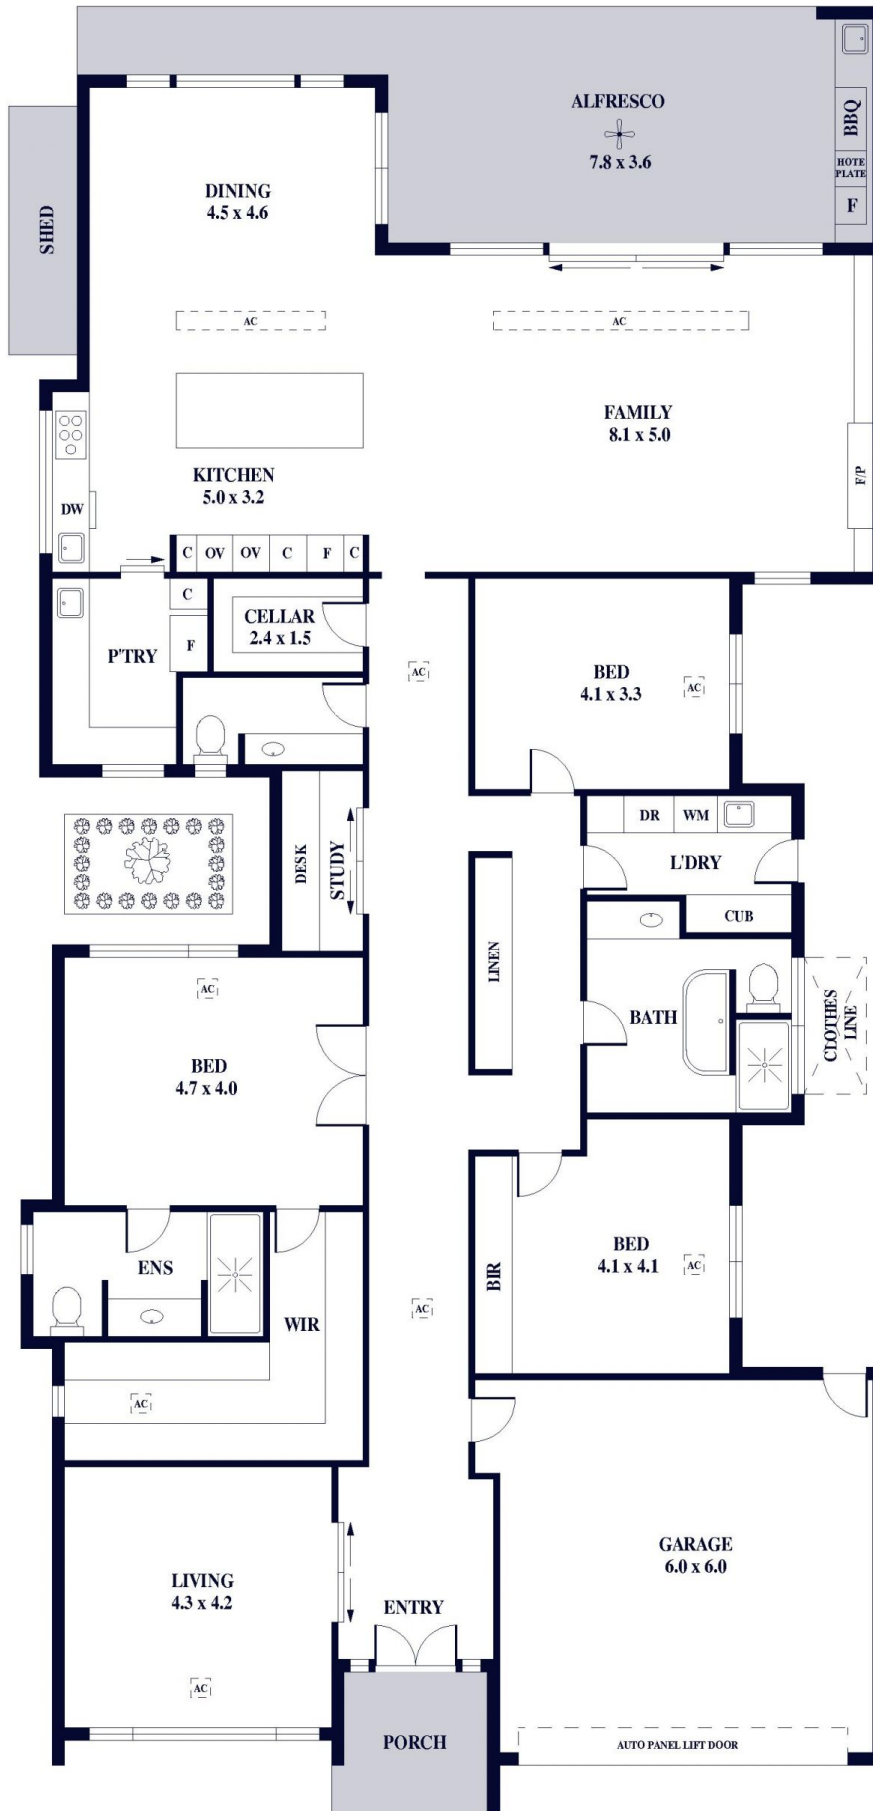 ALFRESCO
7.8 x 3.6
BBQ
HOTE
PLATE
F
DINING
4.5 x 4.6
SHED
AC
AC
FAMILY
8.1 x 5.0
F/P
KITCHEN
5.0 x 3.2
DW
C
OV
OV
C
F
C
C
F
P'TRY
CELLAR
2.4 x 1.5
AC
BED
4.1 x 3.3
AC
DESK
STUDY
DR
WM
L'DRY
CUB
LINEN
BATH
CLOTHES
LINE
AC
BED
4.7 x 4.0
ENS
WIR
AC
BIR
BED
4.1 x 4.1
AC
AC
LIVING
4.3 x 4.2
AC
ENTRY
GARAGE
6.0 x 6.0
PORCH
AUTO PANEL LIFT DOOR